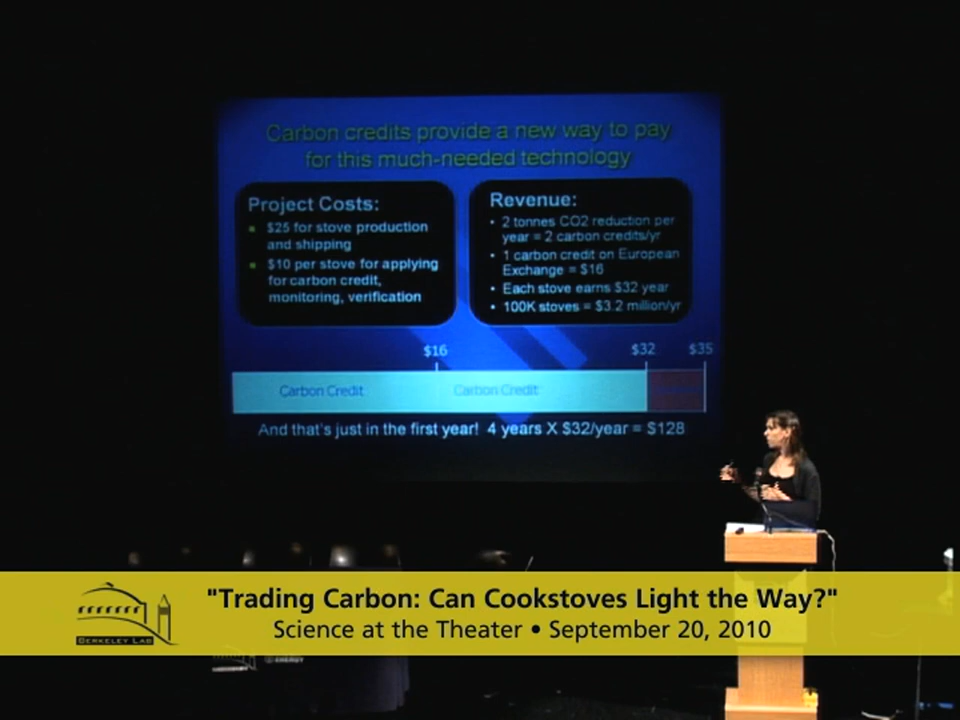 Carbon credits provide a new way to pay
for this much-needed technology
Project Costs:
$25 for stove production
and shipping
$10 per stove for applying
for carbon credit,
monitoring, verification
Revenue:
• 2 tonnes CO2 reduction per
year = 2 carbon credits/yr
• 1 carbon credit on European
Exchange = $16
• Each stove earns $32 year
• 100K stoves = $3.2 million/yr
$16
$32
$35
Carbon Credit
Carbon Credit
And that's just in the first year! 4 years X $32/year = $128
"Trading Carbon: Can Cookstoves Light the Way?"
Science at the Theater • September 20, 2010
BERKELEY LAB
ENERGY